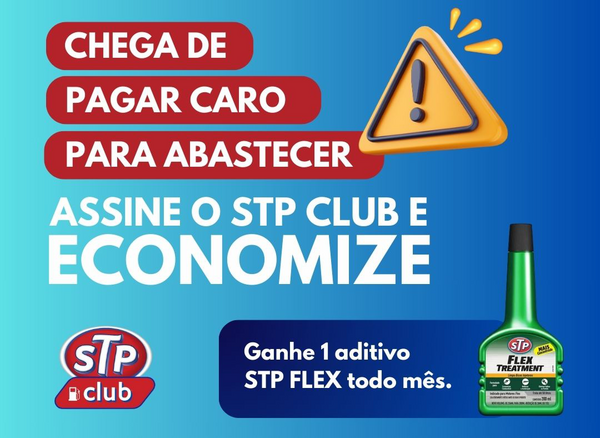 CHEGA DE
PAGAR CARO
PARA ABASTECER
ASSINE O STP CLUB E
ECONOMIZE
STP
club
Ganhe 1 aditivo
STP FLEX todo mês.
STP
FLEX
TREATMENT